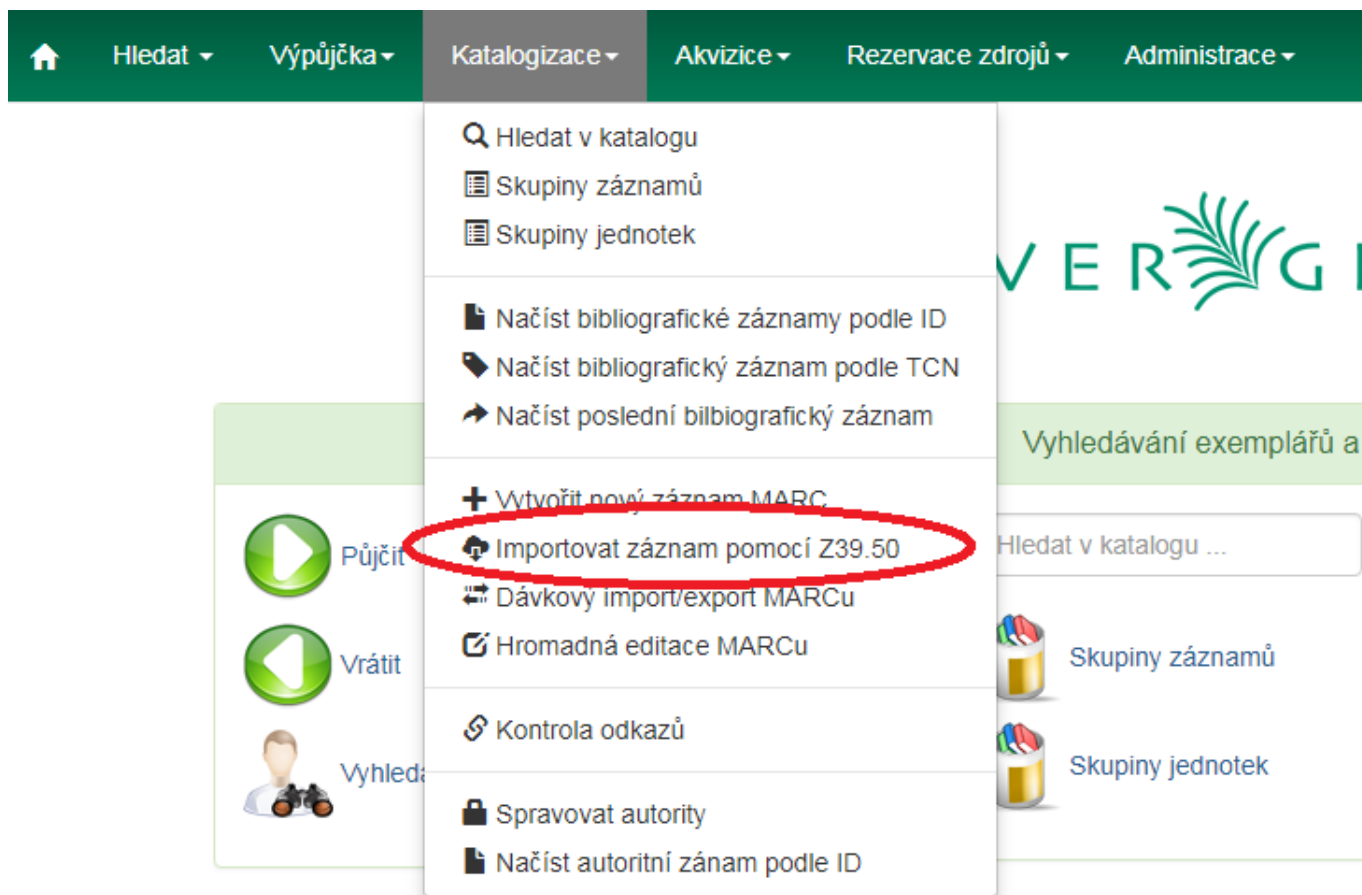 Hledat Výpůjčka Katalogizace Akvizice Rezervace zdrojů Administrace
Hledat v katalogu
Skupiny záznamů
Skupiny jednotek
VERG
Načíst bibliografické záznamy podle ID
Načíst bibliografický záznam podle TCN
Načíst poslední bilbiografický záznam
Vyhledávání exemplářů a
Vytvořit nový záznam MARC
Importovat záznam pomocí Z39.50
Dávkový import/export MARCu
Hromadná editace MARCu
Kontrola odkazů
Spravovat autority
Načíst autoritní zánam podle ID
Půjčit
Vrátit
Vyhled
Hledat v katalogu ...
Skupiny záznamů
Skupiny jednotek